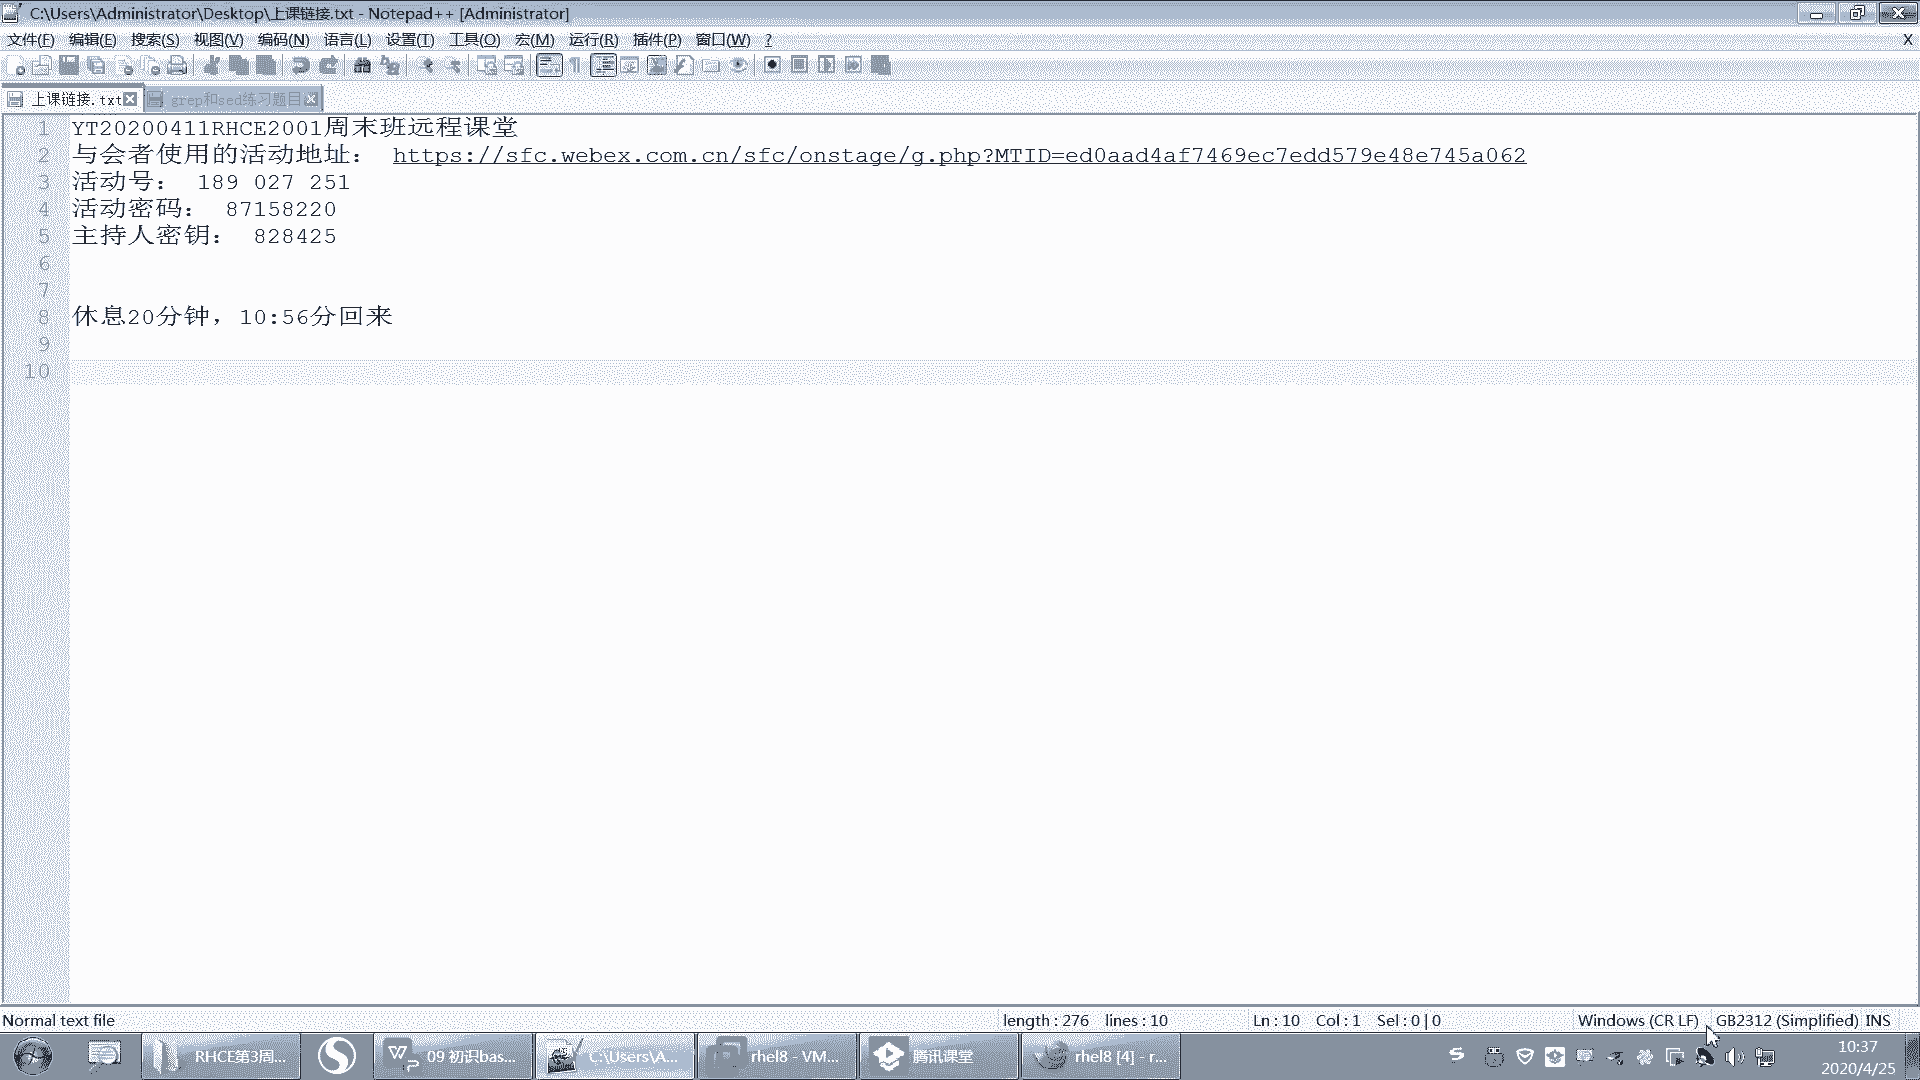 C:\Users\Administrator\Desktop\上课链接.txt - Notepad++ [Administrator]
文件(F) 编辑(E) 搜索(S) 视图(V) 编码(N) 语言(L) 设置(T) 工具(O) 宏(M) 运行(R) 插件(P) 窗口(W) ? X
上课链接.txt grep和sed练习题目
1 YT20200411RHCE2001周末班远程课堂
2 与会者使用的活动地址： https://sfc.webex.com.cn/sfc/onstage/g.php?MTID=ed0aad4af7469ec7edd579e48e745a062
3 活动号： 189 027 251
4 活动密码： 87158220
5 主持人密钥： 828425
6
7
8 休息20分钟，10:56分回来
9
10
Normal text file length : 276 lines : 10 Ln : 10 Col : 1 Sel : 0 | 0 Windows (CR LF) GB2312 (Simplified) INS
RHCE第3周... 09 初识bas... C:\Users\A... rhel8 - VM... 腾讯课堂 rhel8 [4] - r... 10:37
2020/4/25